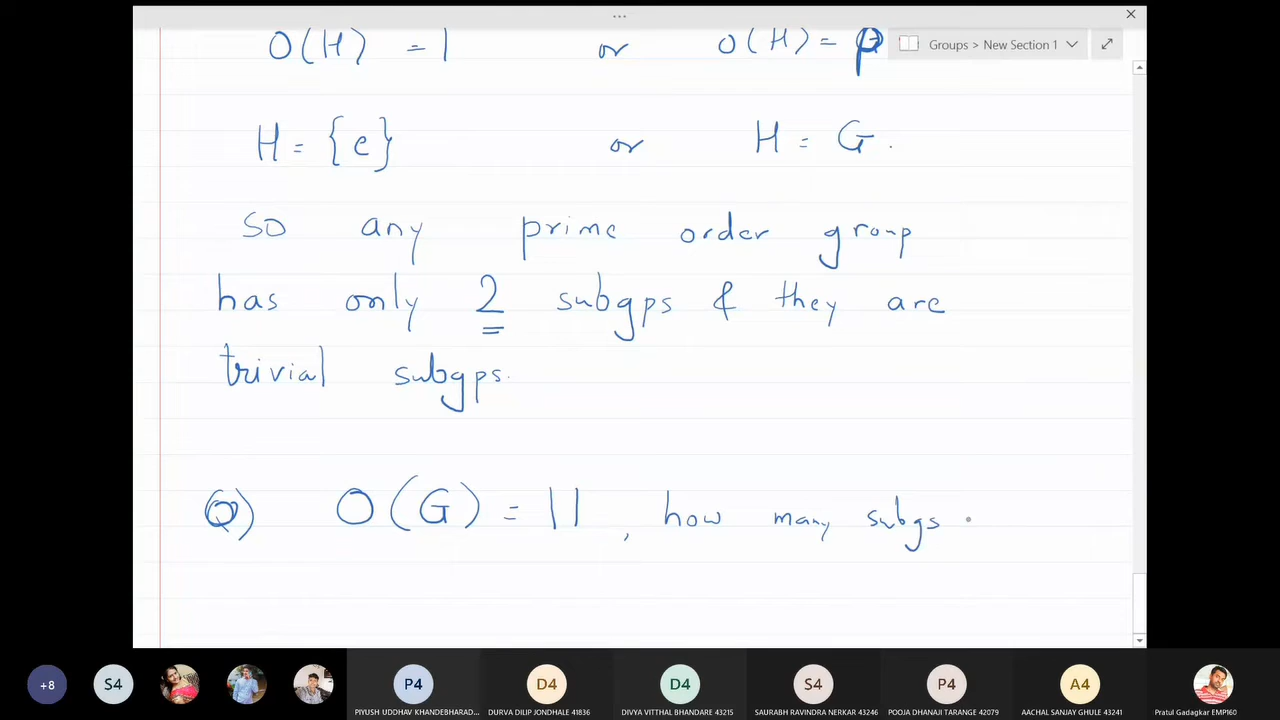 O(H) = 1 or O(H) = p
Groups > New Section 1
H = {e} or H = G.
so any prime order group
has only 2 subgps & they are
trivial subgps.
Q) O(G) = 11, how many subgs
+8
S4
P4
D4
D4
S4
P4
A4
PIYUSH UDDHAV KHANDEBHARAD...
DURVA DILIP JONDHALE 41836
DIVYA VITTHAL BHANDARE 43215
SAURABH RAVINDRA NERKAR 43246
POOJA DHANAJI TARANGE 42079
AACHAL SANJAY GHULE 43241
Pratul Gadagkar EMP160